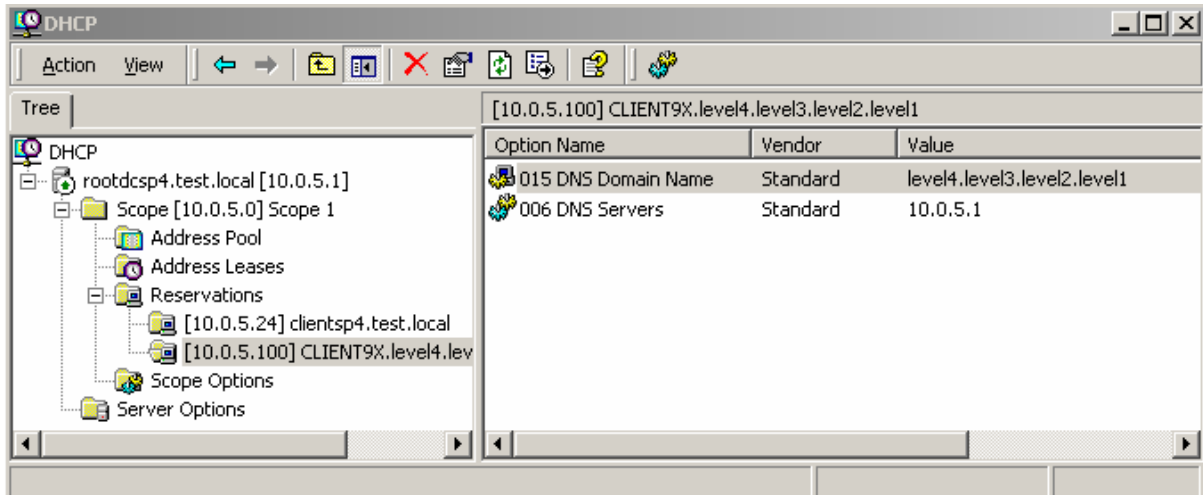 DHCP
Action View
Tree
[10.0.5.100] CLIENT9X.level4.level3.level2.level1
DHCP
rootdcsp4.test.local [10.0.5.1]
Scope [10.0.5.0] Scope 1
Address Pool
Address Leases
Reservations
[10.0.5.24] clientsp4.test.local
[10.0.5.100] CLIENT9X.level4.lev
Scope Options
Server Options
Option Name Vendor Value
015 DNS Domain Name Standard level4.level3.level2.level1
006 DNS Servers Standard 10.0.5.1